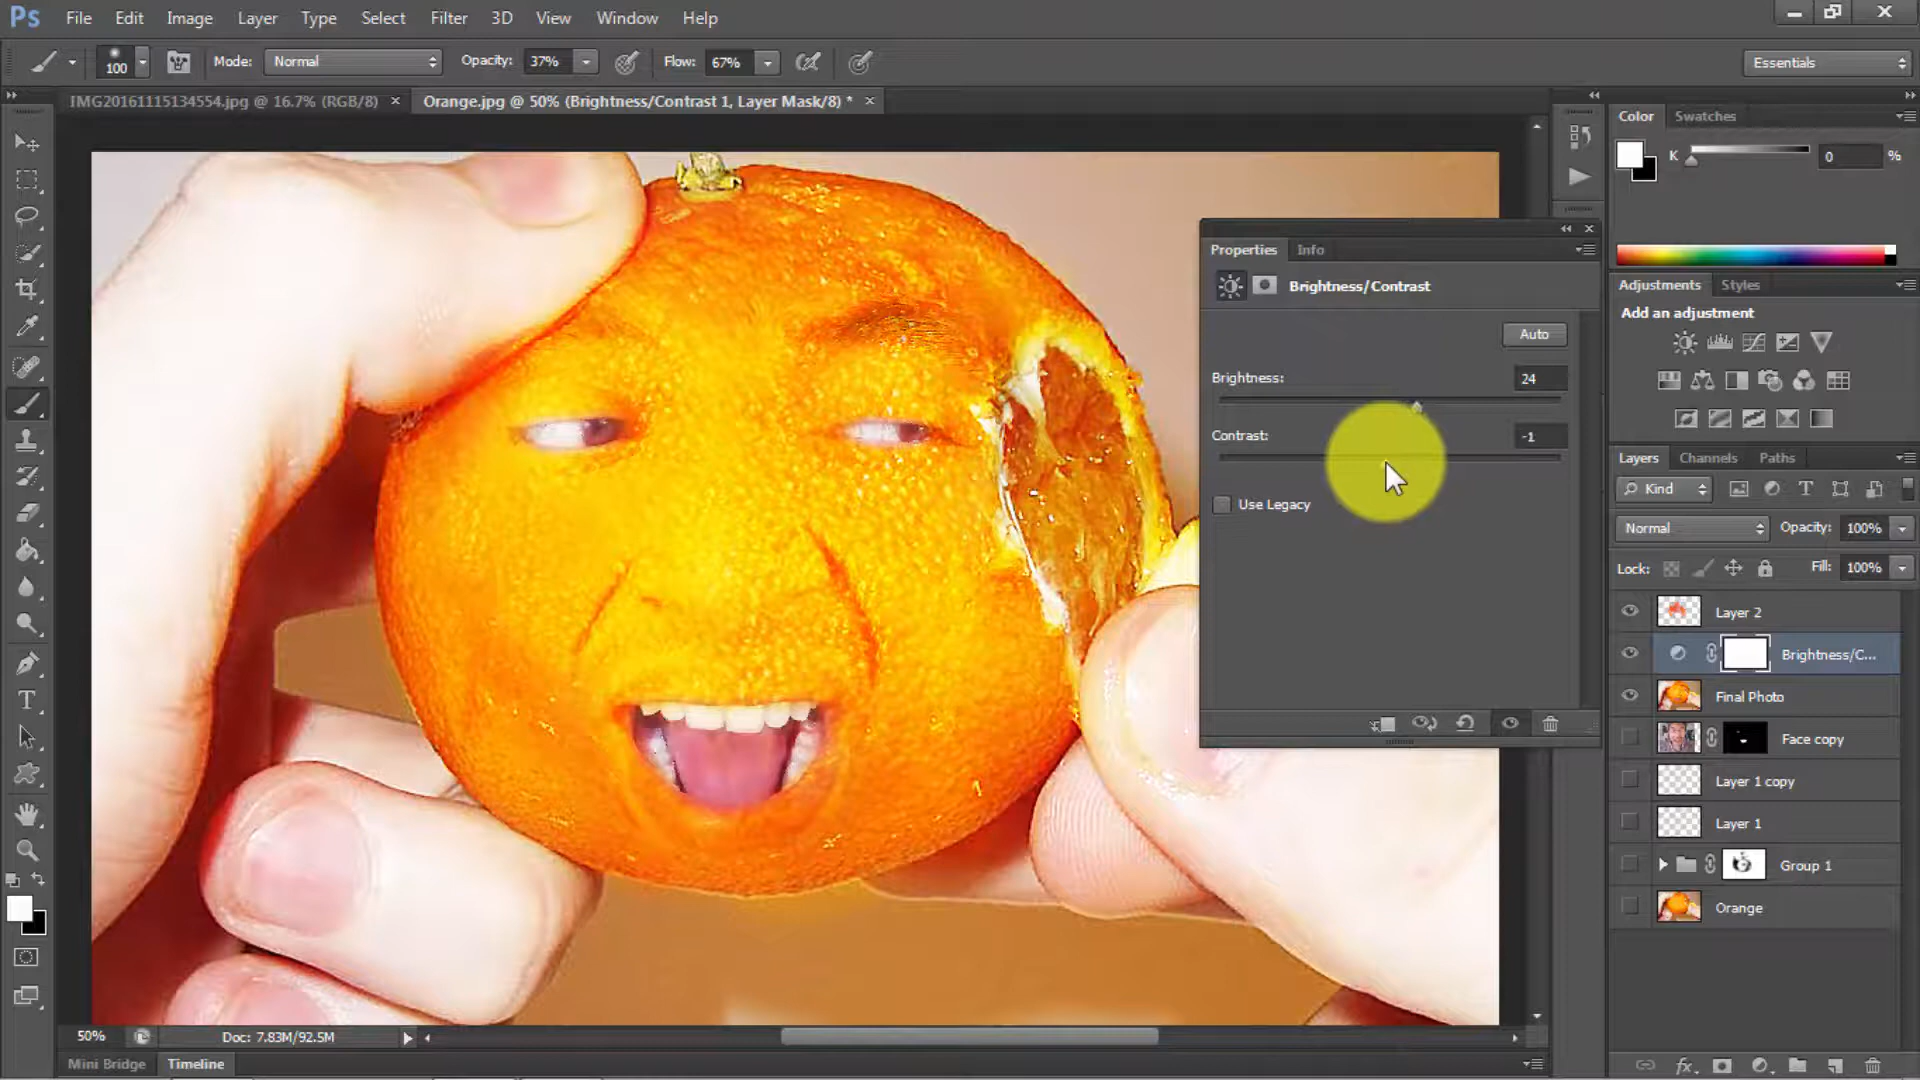 Ps File Edit Image Layer Type Select Filter 3D View Window Help
100 Mode: Normal Opacity: 37% Flow: 67% Essentials
IMG20161115134554.jpg @ 16.7% (RGB/8) × Orange.jpg @ 50% (Brightness/Contrast 1, Layer Mask/8) * ×
Color Swatches
K 0 %
Properties Info
Brightness/Contrast
Auto
Brightness: 24
Contrast: -1
Use Legacy
Adjustments Styles
Add an adjustment
Layers Channels Paths
Kind
Normal Opacity: 100%
Lock: Fill: 100%
Layer 2
Brightness/C...
Final Photo
Face copy
Layer 1 copy
Layer 1
Group 1
Orange
50% Doc: 7.83M/92.5M
Mini Bridge Timeline